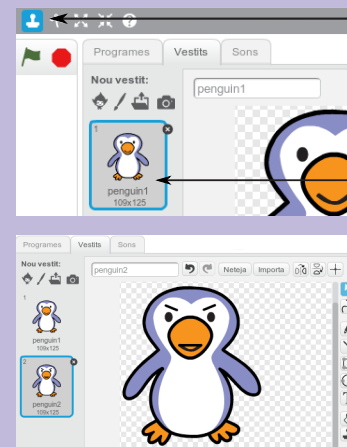 Programes Vestits Sons
Nou vestit:
penguin1
1
penguin1
109x125
Programes Vestits Sons
Nou vestit:
penguin2 Neteja Importa
1
penguin1
109x125
2
penguin2
109x125